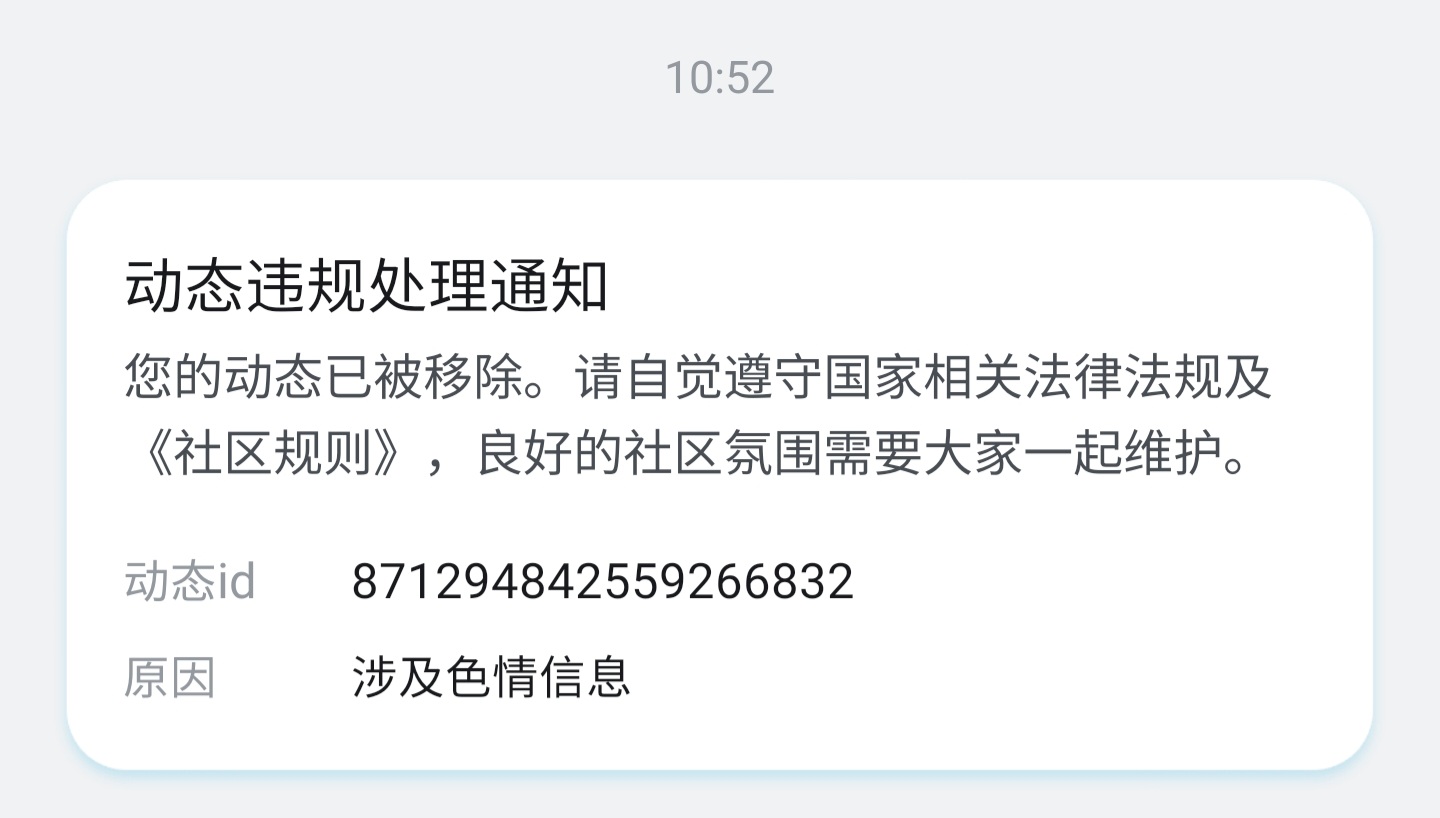 10:52
动态违规处理通知
您的动态已被移除。请自觉遵守国家相关法律法规及
《社区规则》，良好的社区氛围需要大家一起维护。
动态id 871294842559266832
原因 涉及色情信息